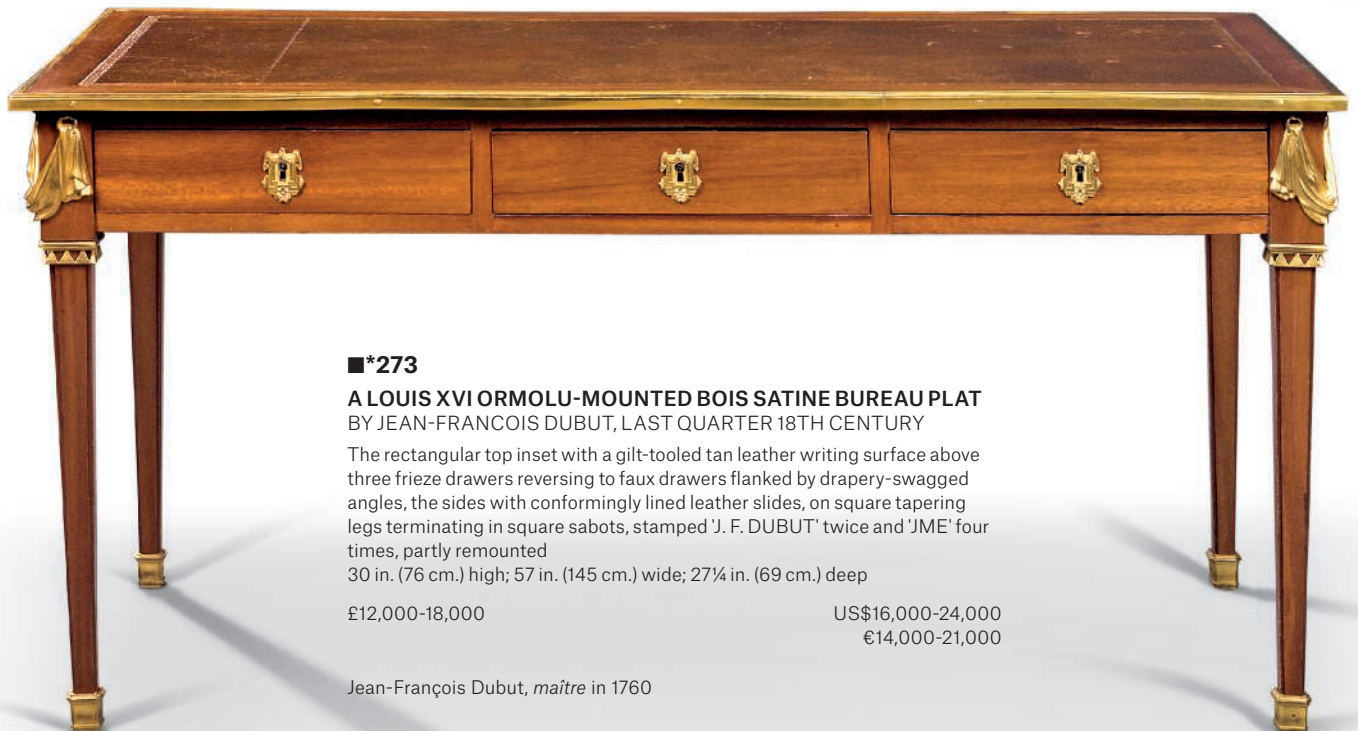 ■*273
A LOUIS XVI ORMOLU-MOUNTED BOIS SATINE BUREAU PLAT
BY JEAN-FRANCOIS DUBUT, LAST QUARTER 18TH CENTURY
The rectangular top inset with a gilt-tooled tan leather writing surface above
three frieze drawers reversing to faux drawers flanked by drapery-swagged
angles, the sides with conformingly lined leather slides, on square tapering
legs terminating in square sabots, stamped 'J. F. DUBUT' twice and 'JME' four
times, partly remounted
30 in. (76 cm.) high; 57 in. (145 cm.) wide; 27¼ in. (69 cm.) deep
£12,000-18,000 US$16,000-24,000
€14,000-21,000
Jean-François Dubut, maître in 1760